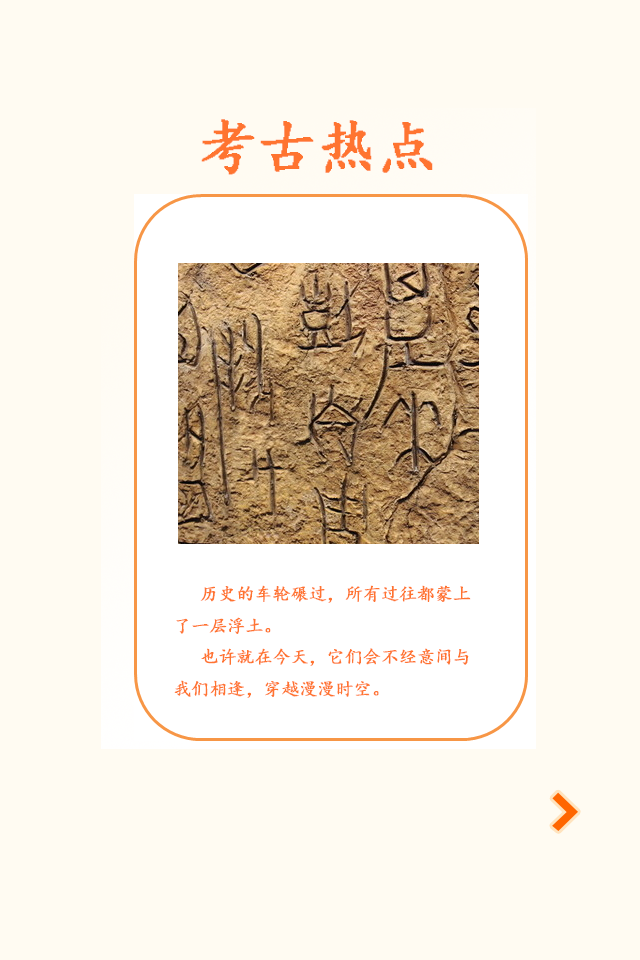 考古热点
历史的车轮碾过，所有过往都蒙上
了一层浮土。
也许就在今天，它们会不经意间与
我们相逢，穿越漫漫时空。